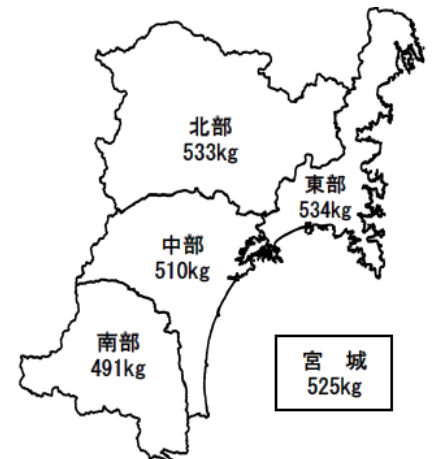 北部
533kg
東部
534kg
中部
510kg
南部
491kg
宮　城
525kg